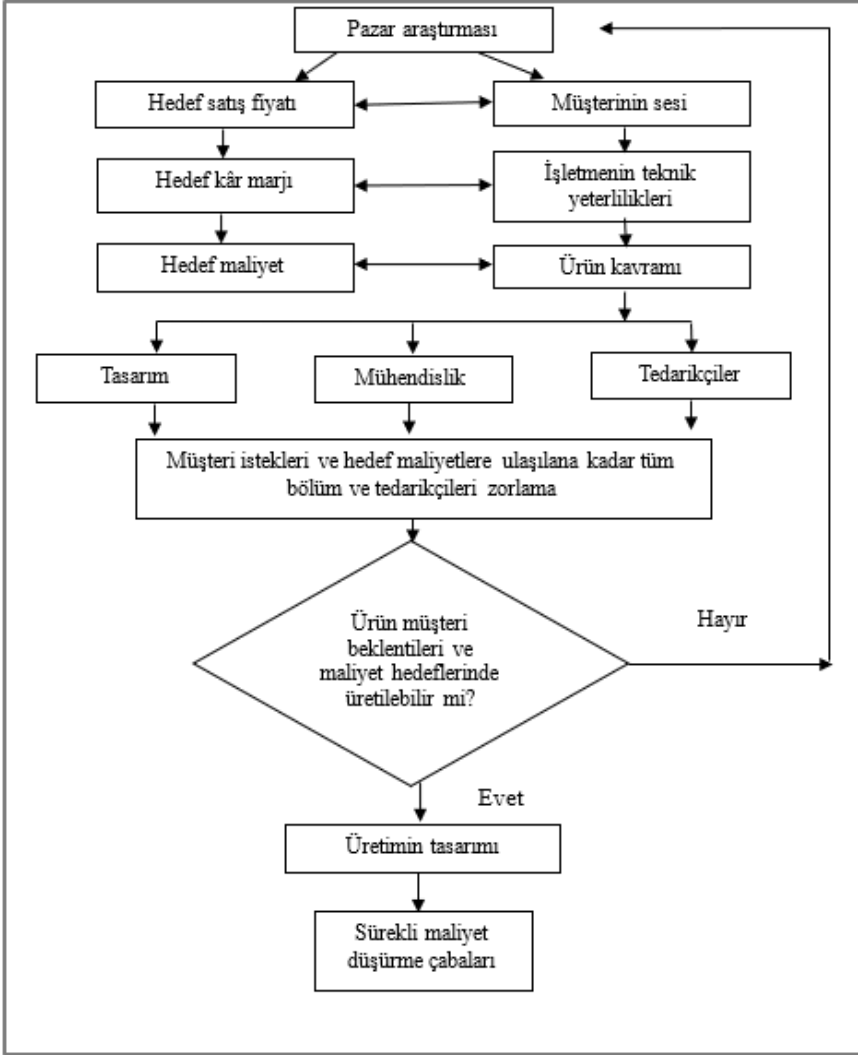 Pazar araştırması
Hedef satış fiyatı
Müşterinin sesi
Hedef kâr marjı
İşletmenin teknik
yeterlilikleri
Hedef maliyet
Ürün kavramı
Tasarım
Mühendislik
Tedarikçiler
Müşteri istekleri ve hedef maliyetlere ulaşılana kadar tüm
bölüm ve tedarikçileri zorlama
Ürün müşteri
beklentileri ve
maliyet hedeflerinde
üretilebilir mi?
Hayır
Evet
Üretimin tasarımı
Sürekli maliyet
düşürme çabaları